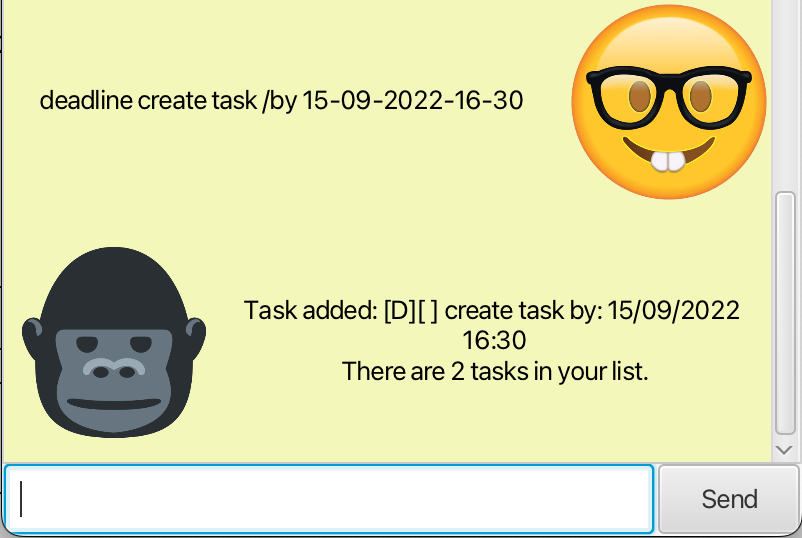 deadline create task /by 15-09-2022-16-30
Task added: [D][ ] create task by: 15/09/2022
16:30
There are 2 tasks in your list.
Send